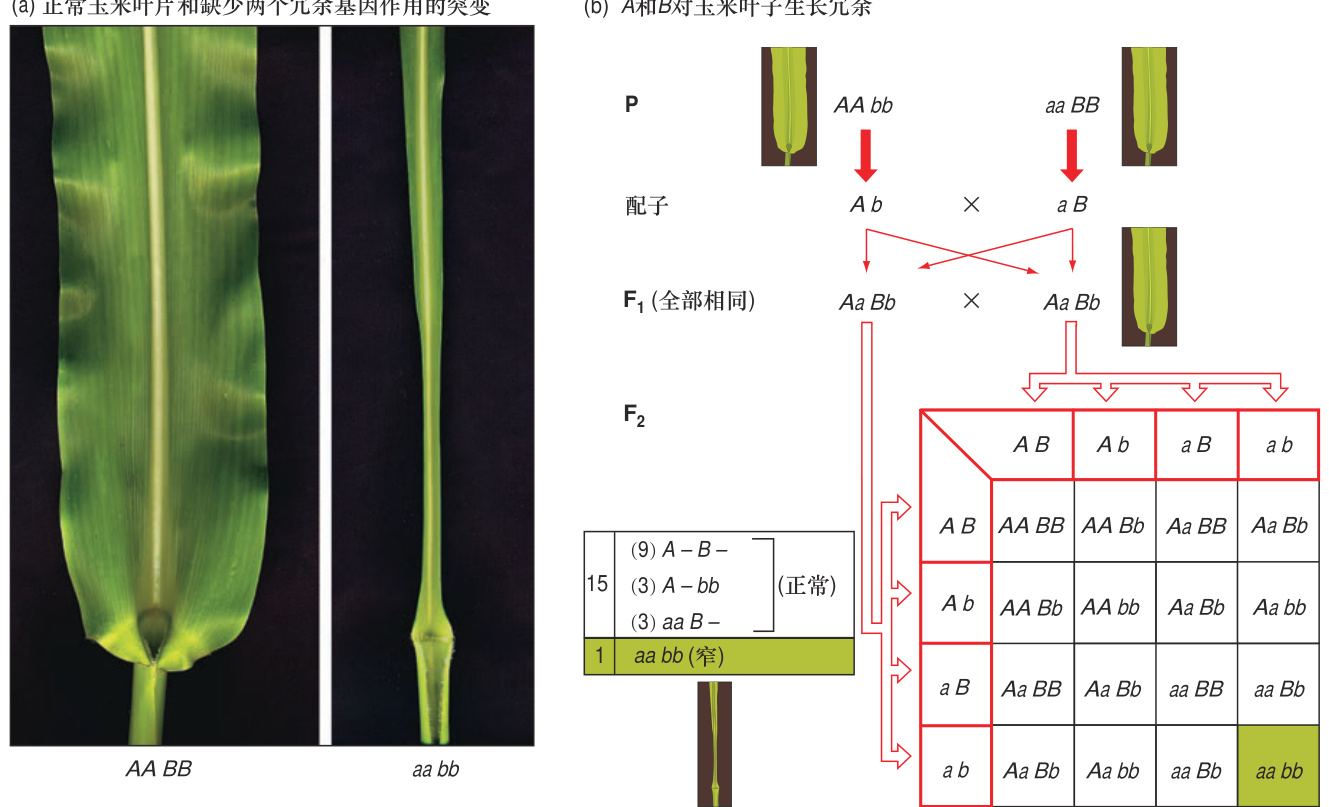 (a) 正常玉米叶片和缺少两个冗余基因作用的突变
AA BB
aa bb
(b) A和B对玉米叶子生长冗余
P
AA bb
aa BB
配子
A b
×
a B
F₁ (全部相同)
Aa Bb
×
Aa Bb
F₂
15
(9) A – B –
(3) A – bb
(3) aa B –
(正常)
1 aa bb (窄)
A B A b a B a b
A B AA BB AA Bb Aa BB Aa Bb
A b AA Bb AA bb Aa Bb Aa bb
a B Aa BB Aa Bb aa BB aa Bb
a b Aa Bb Aa bb aa Bb aa bb